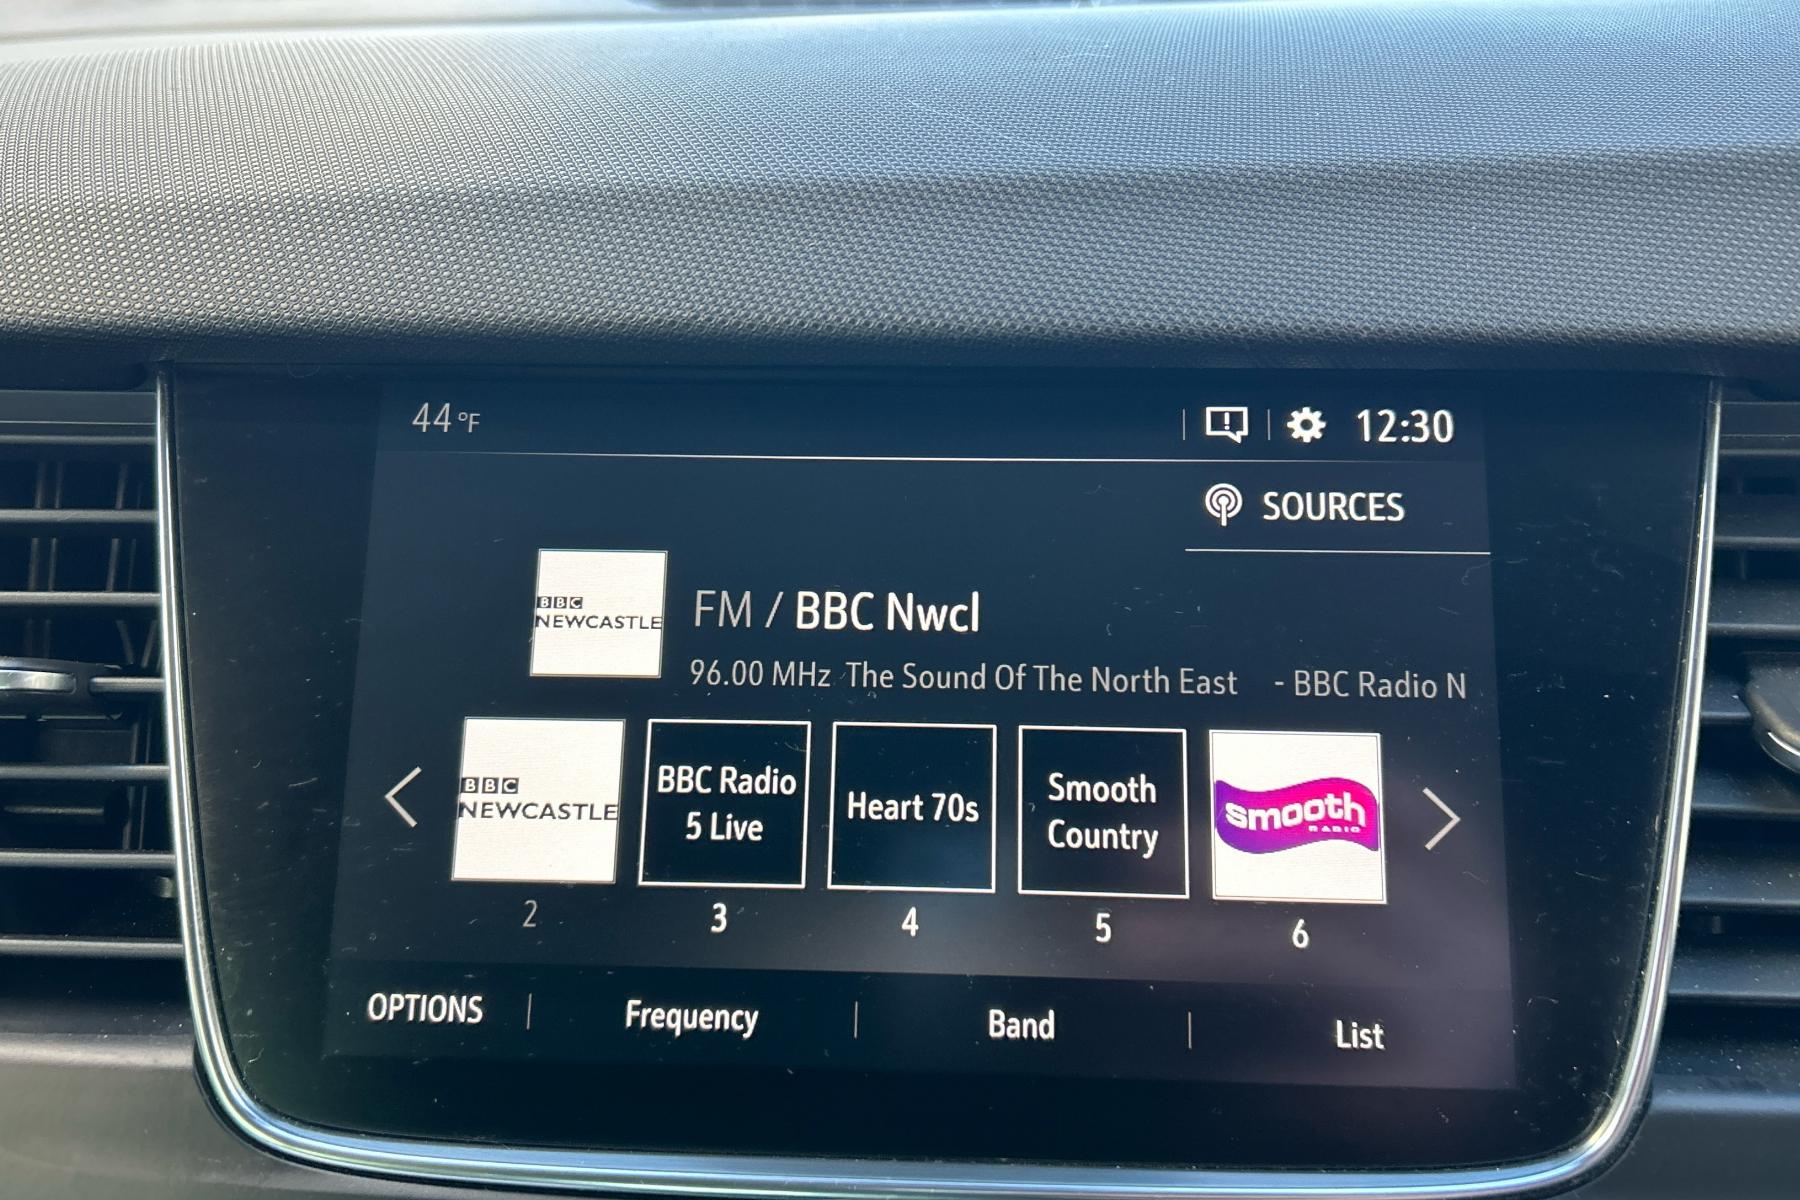 44°F 12:30
SOURCES
BBC
NEWCASTLE
FM / BBC Nwcl
96.00 MHz The Sound Of The North East - BBC Radio N
BBC
NEWCASTLE
BBC Radio
5 Live
Heart 70s
Smooth
Country
smooth
RADIO
2 3 4 5 6
OPTIONS Frequency Band List